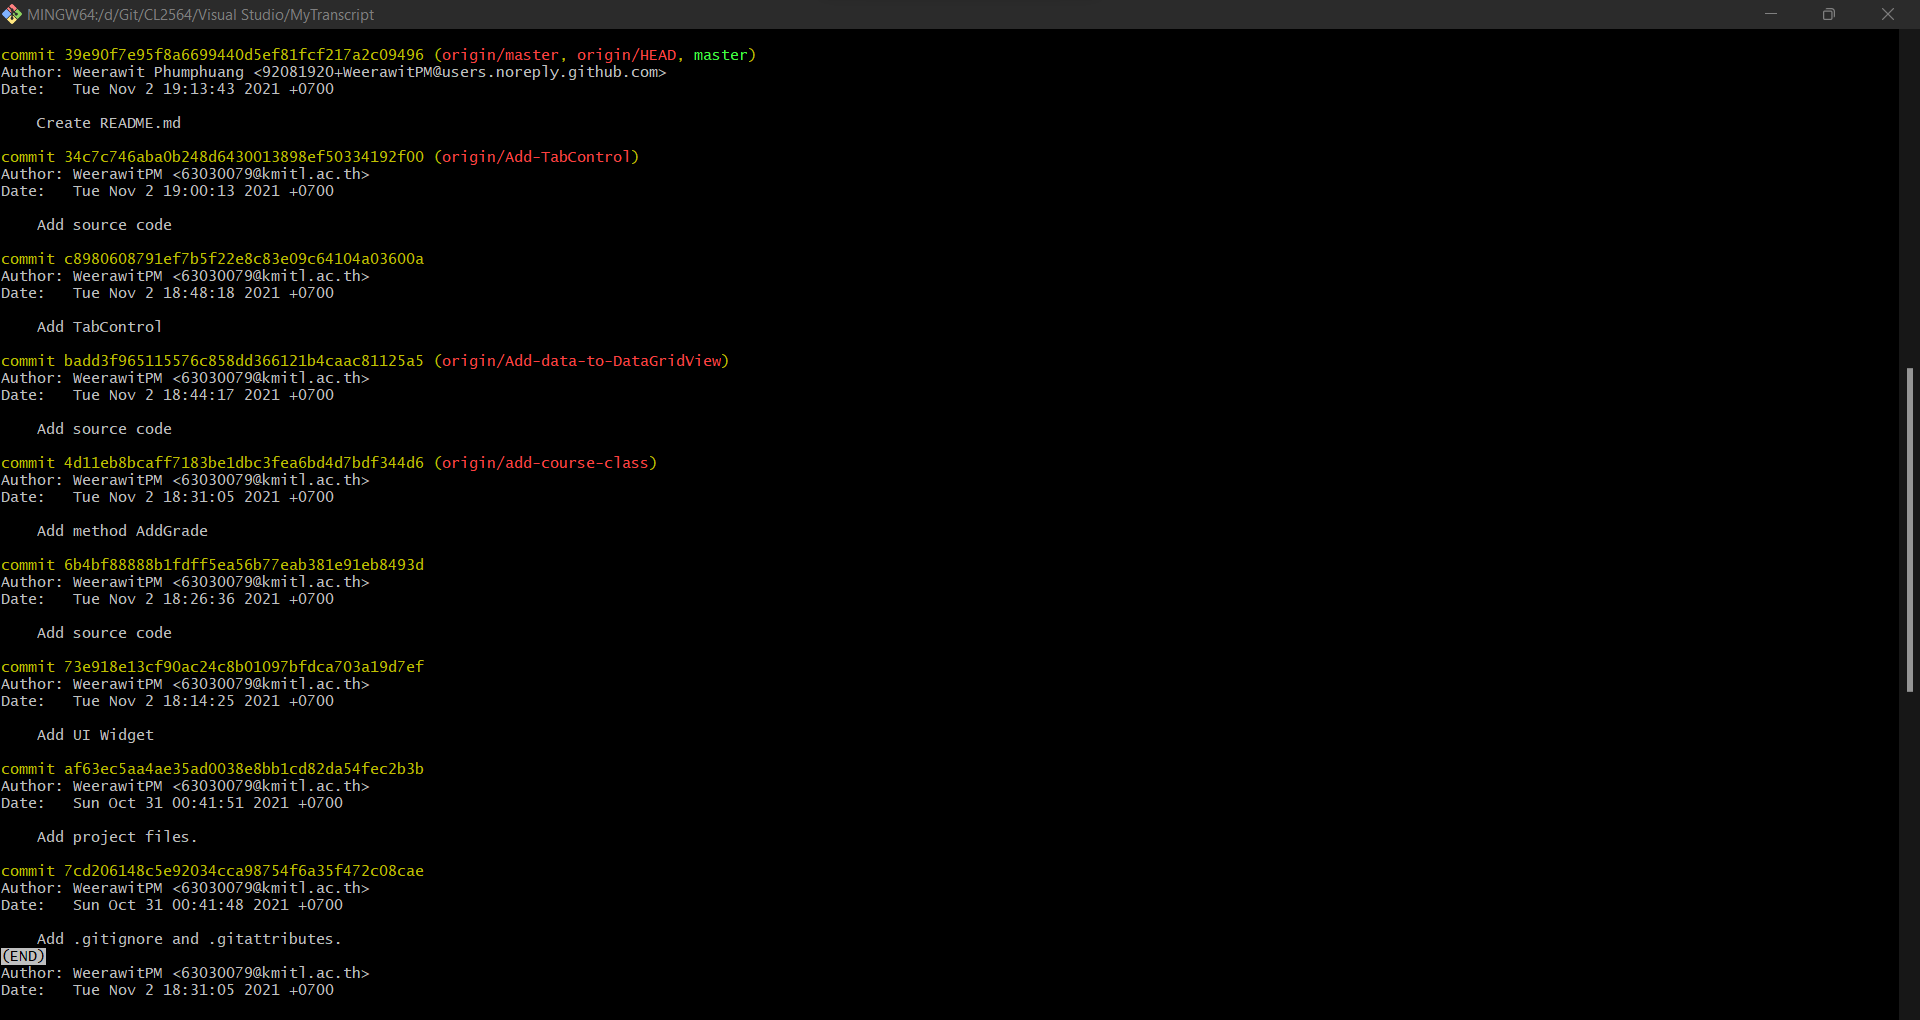 MINGW64:/d/Git/CL2564/Visual Studio/MyTranscript
commit 39e90f7e95f8a6699440d5ef81fcf217a2c09496 (origin/master, origin/HEAD, master)
Author: Weerawit Phumphuang <92081920+WeerawitPM@users.noreply.github.com>
Date:   Tue Nov 2 19:13:43 2021 +0700
Create README.md
commit 34c7c746aba0b248d6430013898ef50334192f00 (origin/Add-TabControl)
Author: WeerawitPM <63030079@kmitl.ac.th>
Date:   Tue Nov 2 19:00:13 2021 +0700
Add source code
commit c8980608791ef7b5f22e8c83e09c64104a03600a
Author: WeerawitPM <63030079@kmitl.ac.th>
Date:   Tue Nov 2 18:48:18 2021 +0700
Add TabControl
commit badd3f965115576c858dd366121b4caac81125a5 (origin/Add-data-to-DataGridView)
Author: WeerawitPM <63030079@kmitl.ac.th>
Date:   Tue Nov 2 18:44:17 2021 +0700
Add source code
commit 4d11eb8bcaff7183be1dbc3fea6bd4d7bdf344d6 (origin/add-course-class)
Author: WeerawitPM <63030079@kmitl.ac.th>
Date:   Tue Nov 2 18:31:05 2021 +0700
Add method AddGrade
commit 6b4bf88888b1fdff5ea56b77eab381e91eb8493d
Author: WeerawitPM <63030079@kmitl.ac.th>
Date:   Tue Nov 2 18:26:36 2021 +0700
Add source code
commit 73e918e13cf90ac24c8b01097bfdca703a19d7ef
Author: WeerawitPM <63030079@kmitl.ac.th>
Date:   Tue Nov 2 18:14:25 2021 +0700
Add UI Widget
commit af63ec5aa4ae35ad0038e8bb1cd82da54fec2b3b
Author: WeerawitPM <63030079@kmitl.ac.th>
Date:   Sun Oct 31 00:41:51 2021 +0700
Add project files.
commit 7cd206148c5e92034cca98754f6a35f472c08cae
Author: WeerawitPM <63030079@kmitl.ac.th>
Date:   Sun Oct 31 00:41:48 2021 +0700
Add .gitignore and .gitattributes.
(END)
Author: WeerawitPM <63030079@kmitl.ac.th>
Date:   Tue Nov 2 18:31:05 2021 +0700